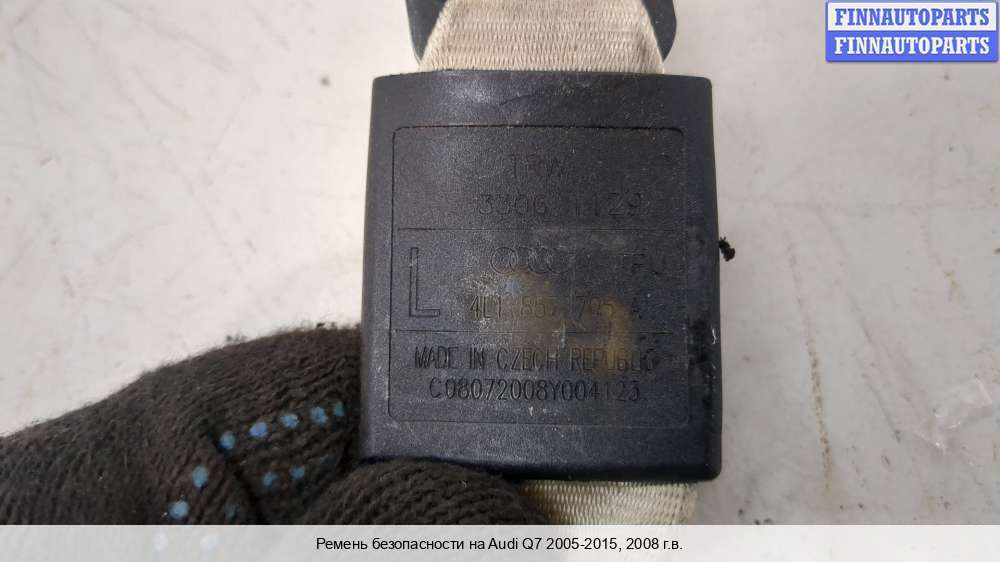 FINNAUTOPARTS
FINNAUTOPARTS
TRW
L
MADE IN CZECH REPUBLIC
C08072008Y004123
Ремень безопасности на Audi Q7 2005-2015, 2008 г.в.